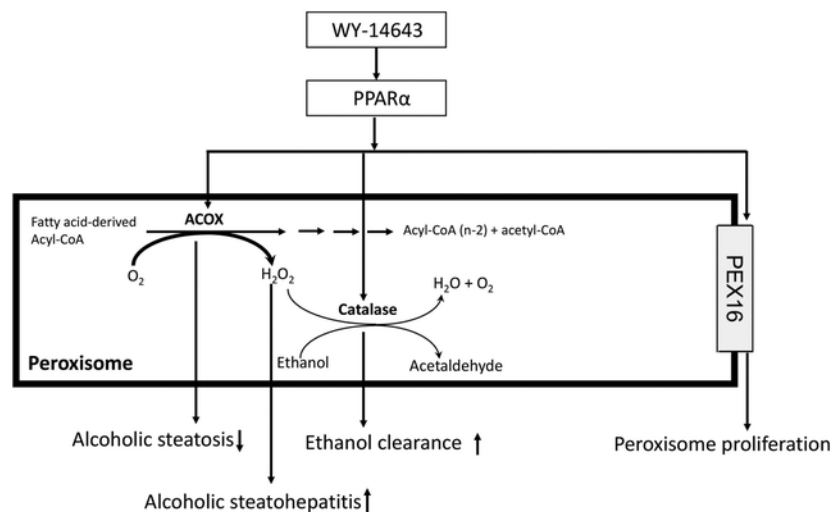 WY-14643
PPARα
Fatty acid-derived
Acyl-CoA
ACOX
Acyl-CoA (n-2) + acetyl-CoA
O₂
H₂O₂
H₂O + O₂
Catalase
Ethanol
Acetaldehyde
PEX16
Peroxisome
Alcoholic steatosis
Ethanol clearance
Peroxisome proliferation
Alcoholic steatohepatitis